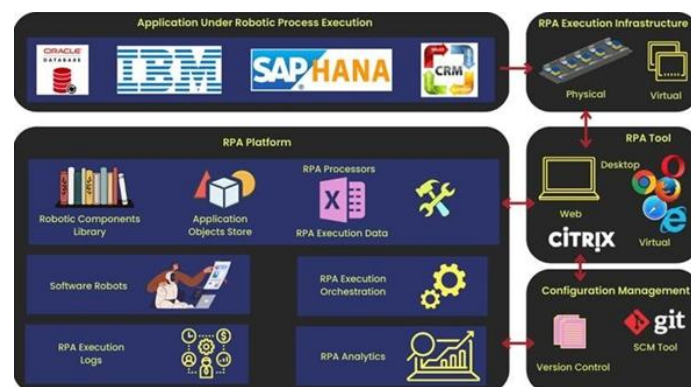 Application Under Robotic Process Execution
ORACLE
DATABASE
IBM
SAP HANA
CRM
RPA Execution Infrastructure
Physical
Virtual
RPA Platform
RPA Processors
Robotic Components
Library
Application
Objects Store
X
RPA Execution Data
Software Robots
RPA Execution
Orchestration
RPA Execution
Logs
RPA Analytics
RPA Tool
Desktop
Web
CITRIX
Virtual
Configuration Management
git
Version Control
SCM Tool